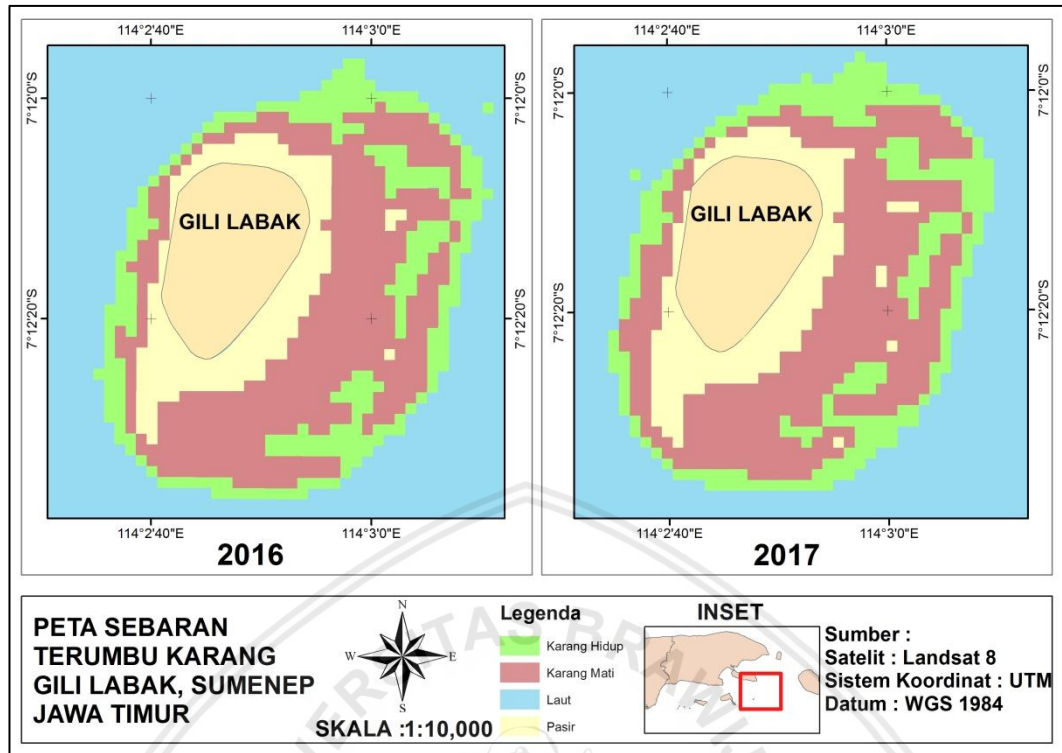 114°2'40"E 114°3'0"E 114°2'40"E 114°3'0"E
7°12'0"S 7°12'0"S 7°12'0"S 7°12'0"S
GILI LABAK GILI LABAK
7°12'20"S 7°12'20"S 7°12'20"S 7°12'20"S
114°2'40"E 114°3'0"E 114°2'40"E 114°3'0"E
2016 2017
PETA SEBARAN
TERUMBU KARANG
GILI LABAK, SUMENEP
JAWA TIMUR
N
W E
S
SKALA :1:10,000
Legenda
Karang Hidup
Karang Mati
Laut
Pasir
INSET
Sumber :
Satelit : Landsat 8
Sistem Koordinat : UTM
Datum : WGS 1984